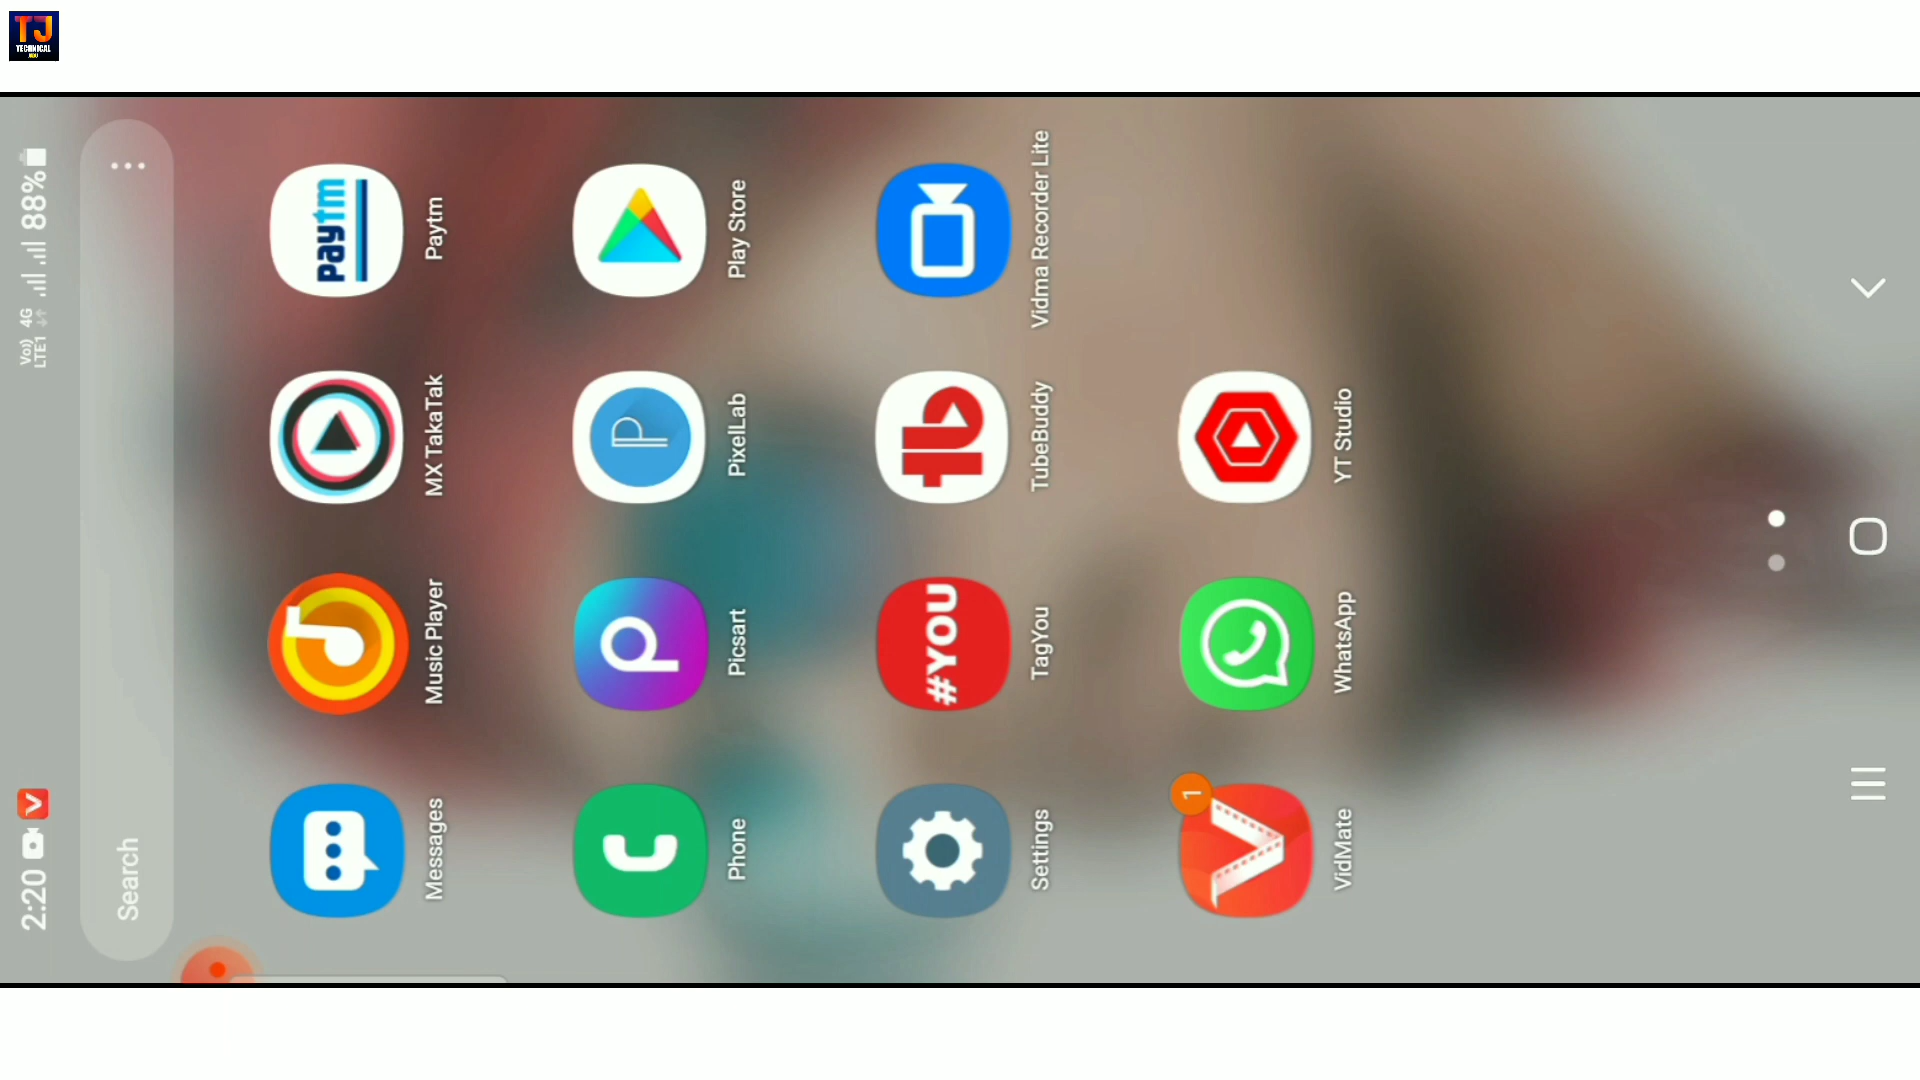 TJ
TECHNICAL
2:20
Vo)) 4G
LTE1
88%
Search
Messages
Music Player
MX TakaTak
paytm
Paytm
Phone
Picsart
PixelLab
Play Store
Settings
#YOU
TagYou
TubeBuddy
Vidma Recorder Lite
1
VidMate
WhatsApp
YT Studio